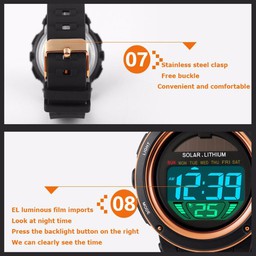 07
Stainless steel clasp
Free buckle
Convenient and comfortable
LIGHT
SOLAR.LITHIUM
SUN MON TUE WED THU FRI SAT
12:39
25
MODE
08
EL luminous film imports
Look at night time
Press the backlight button on the right
We can clearly see the time